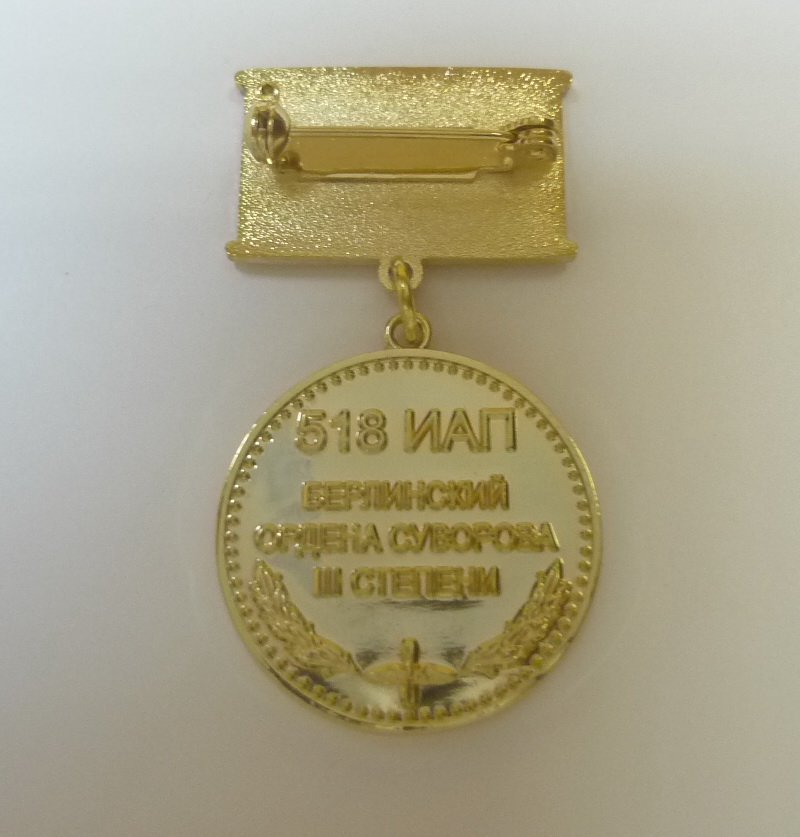 518 ИАП
БЕРЛИНСКИЙ
ОРДЕНА СУВОРОВА
III СТЕПЕНИ